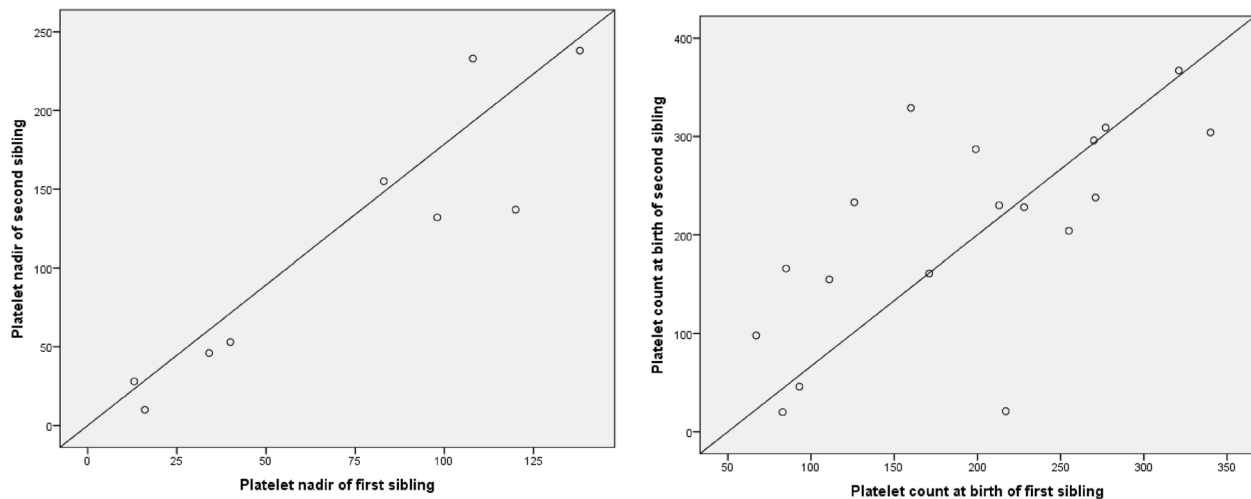 250
200
150
100
50
0
Platelet nadir of second sibling
0 25 50 75 100 125
Platelet nadir of first sibling
400
300
200
100
0
Platelet count at birth of second sibling
50 100 150 200 250 300 350
Platelet count at birth of first sibling